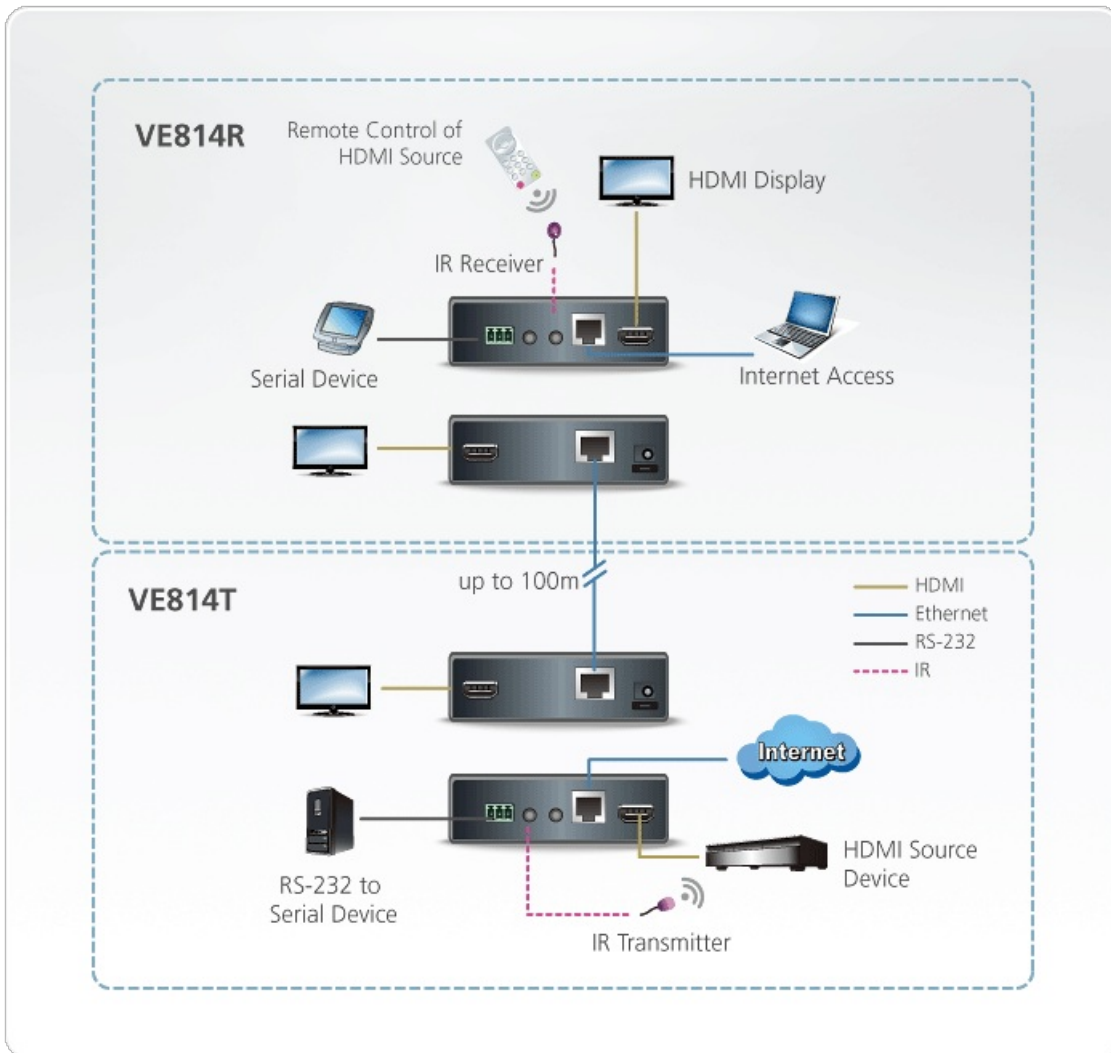 VE814R
Remote Control of
HDMI Source
HDMI Display
IR Receiver
Serial Device
Internet Access
up to 100m
VE814T
HDMI
Ethernet
RS-232
IR
Internet
RS-232 to
Serial Device
HDMI Source
Device
IR Transmitter